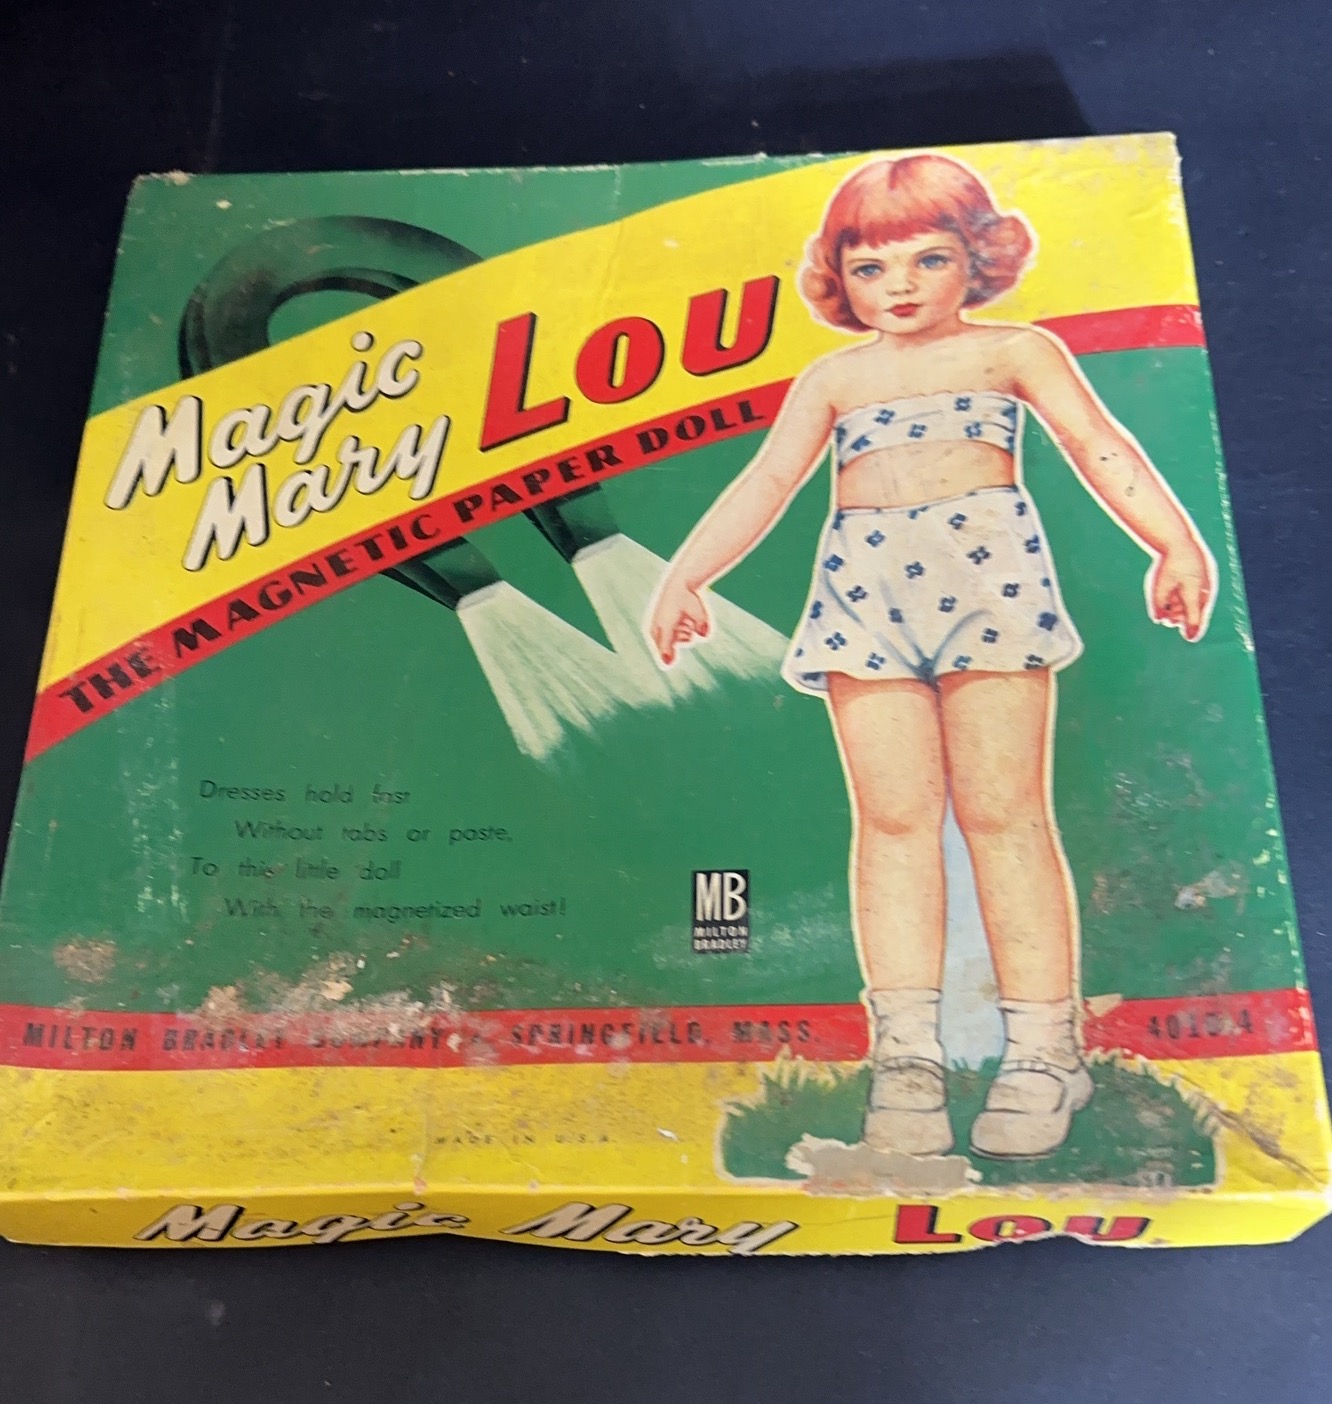 Magic
Mary Lou
THE MAGNETIC PAPER DOLL
Dresses hold fast
Without tabs or paste,
To this little doll
With the magnetized waist!
MB
MILTON
BRADLEY
MILTON BRADLEY COMPANY SPRINGFIELD, MASS.
MADE IN U.S.A.
Magic Mary Lou